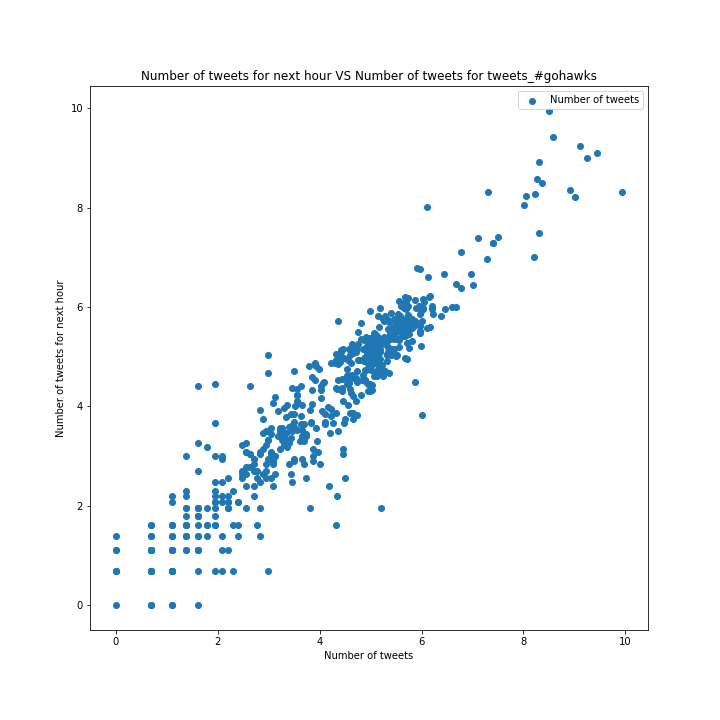 Number of tweets for next hour VS Number of tweets for tweets_#gohawks
Number of tweets
10
8
6
4
2
0
Number of tweets for next hour
0 2 4 6 8 10
Number of tweets